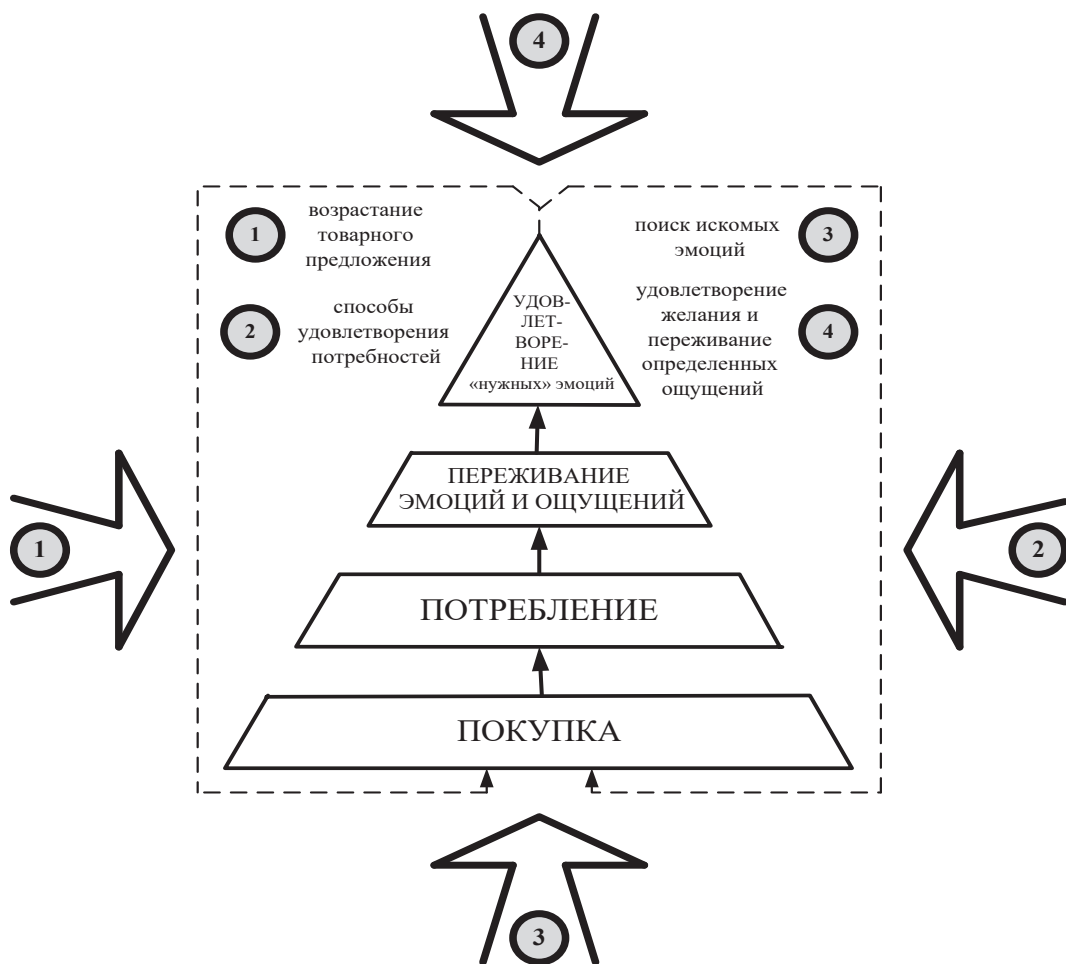 4
1
возрастание
товарного
предложения
2
способы
удовлетворения
потребностей
поиск искомых
эмоций
3
удовлетворение
желания и
переживание
определенных
ощущений
4
УДОВ-
ЛЕТ-
ВОРЕ-
НИЕ
«нужных» эмоций
ПЕРЕЖИВАНИЕ
ЭМОЦИЙ И ОЩУЩЕНИЙ
1
2
ПОТРЕБЛЕНИЕ
ПОКУПКА
3